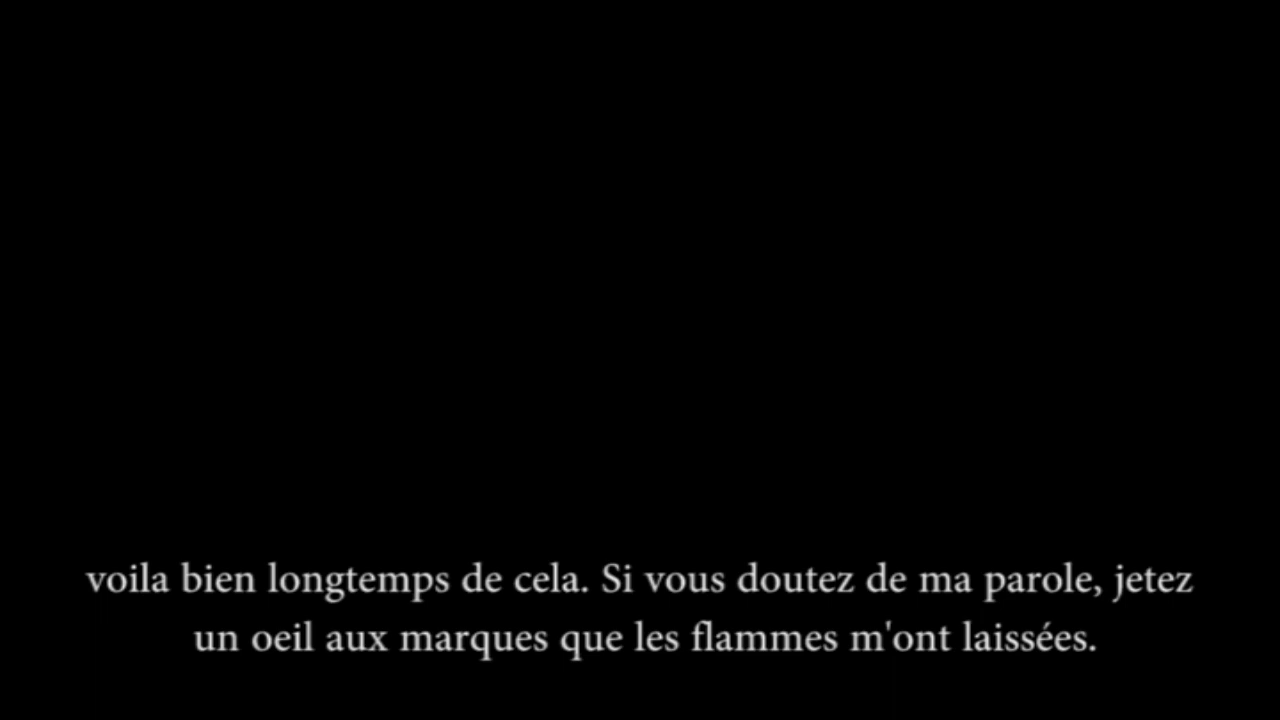 voila bien longtemps de cela. Si vous doutez de ma parole, jetez
un oeil aux marques que les flammes m'ont laissées.